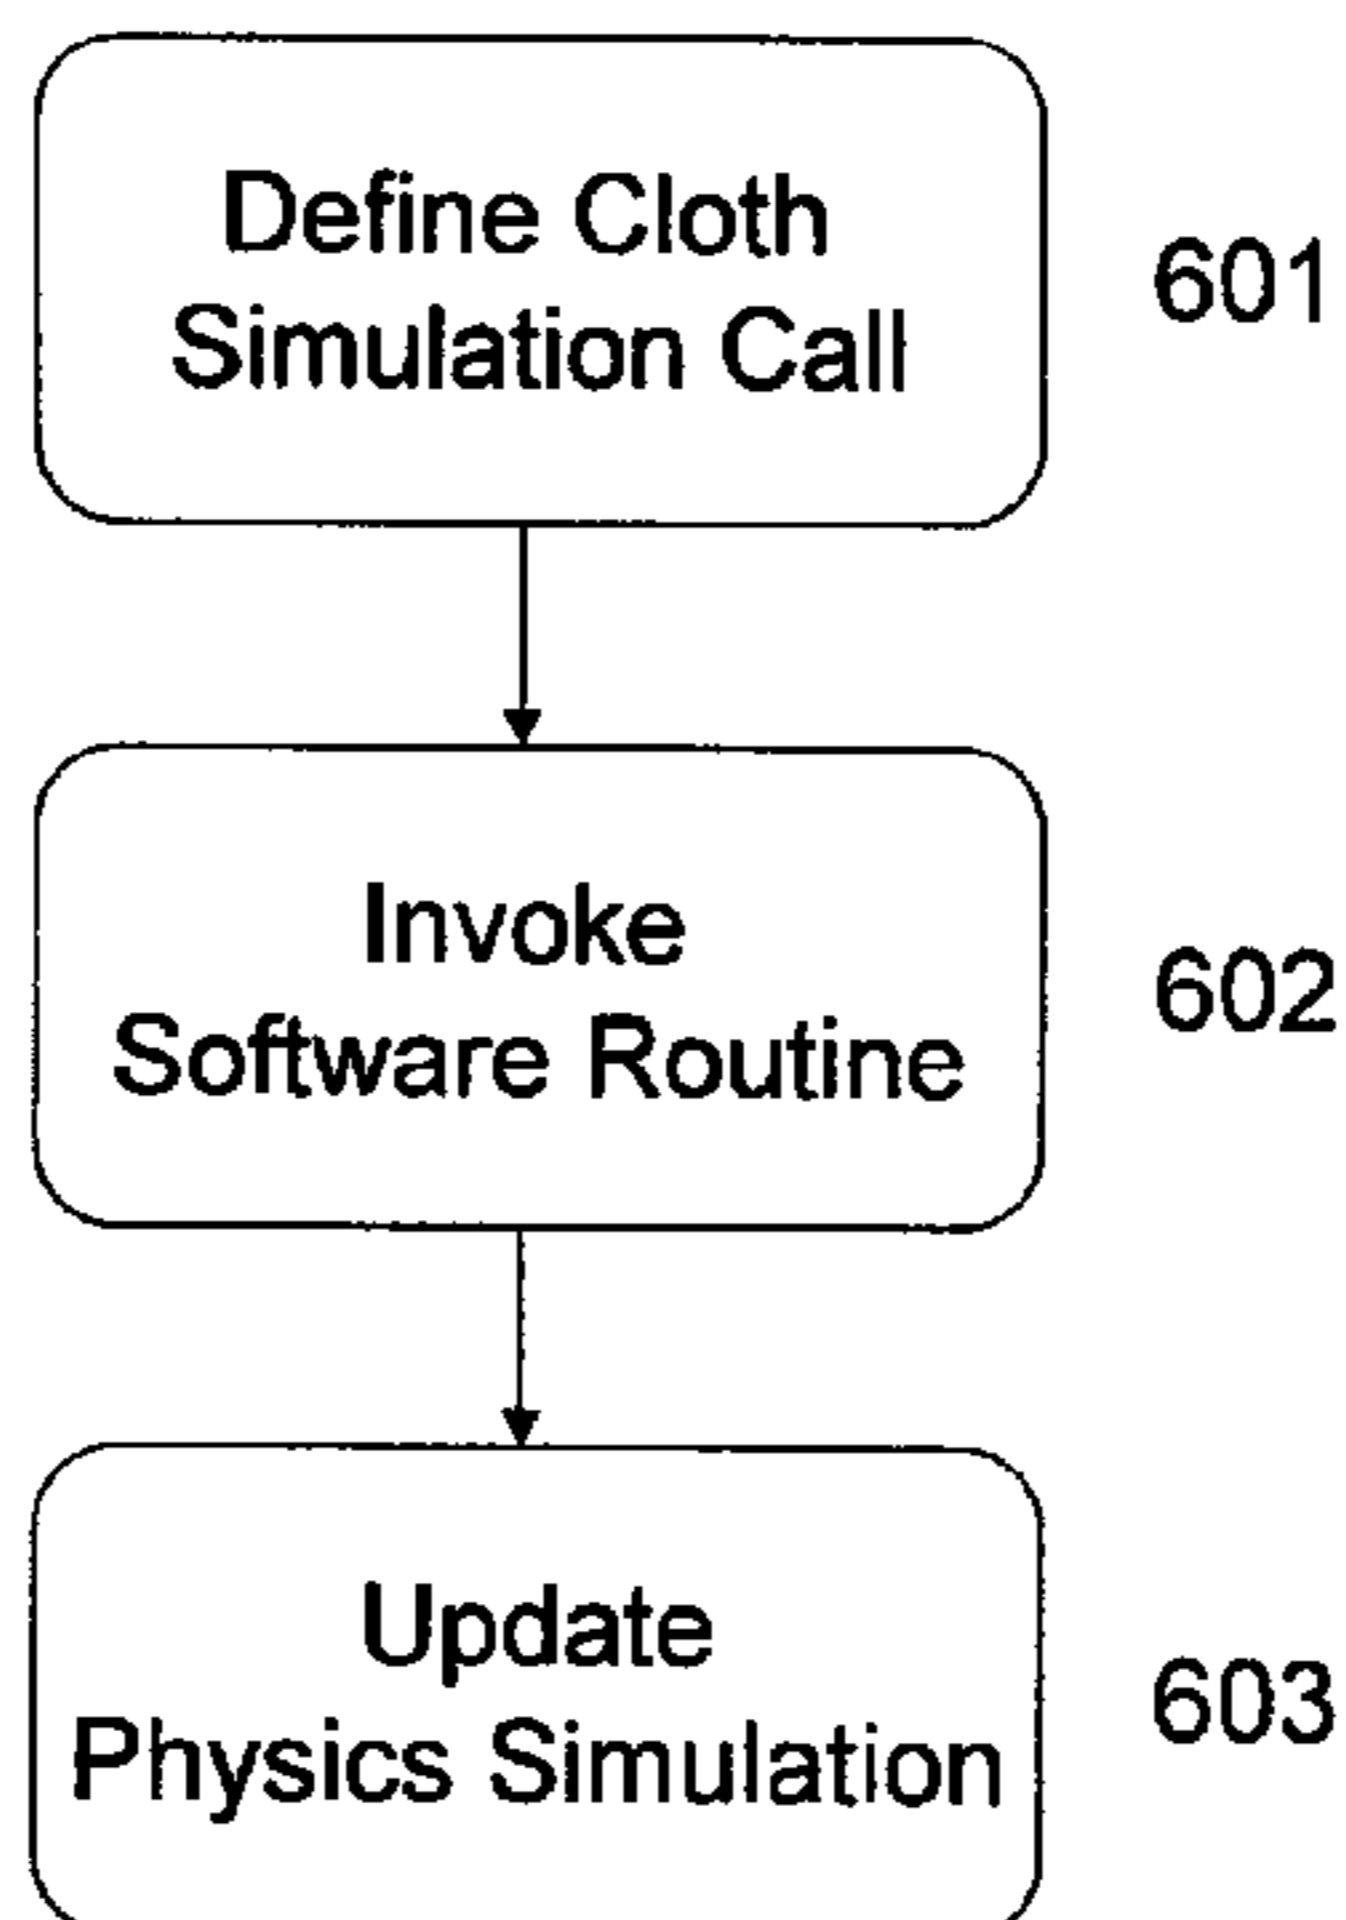 Define Cloth
Simulation Call
601
Invoke
Software Routine
602
Update
Physics Simulation
603